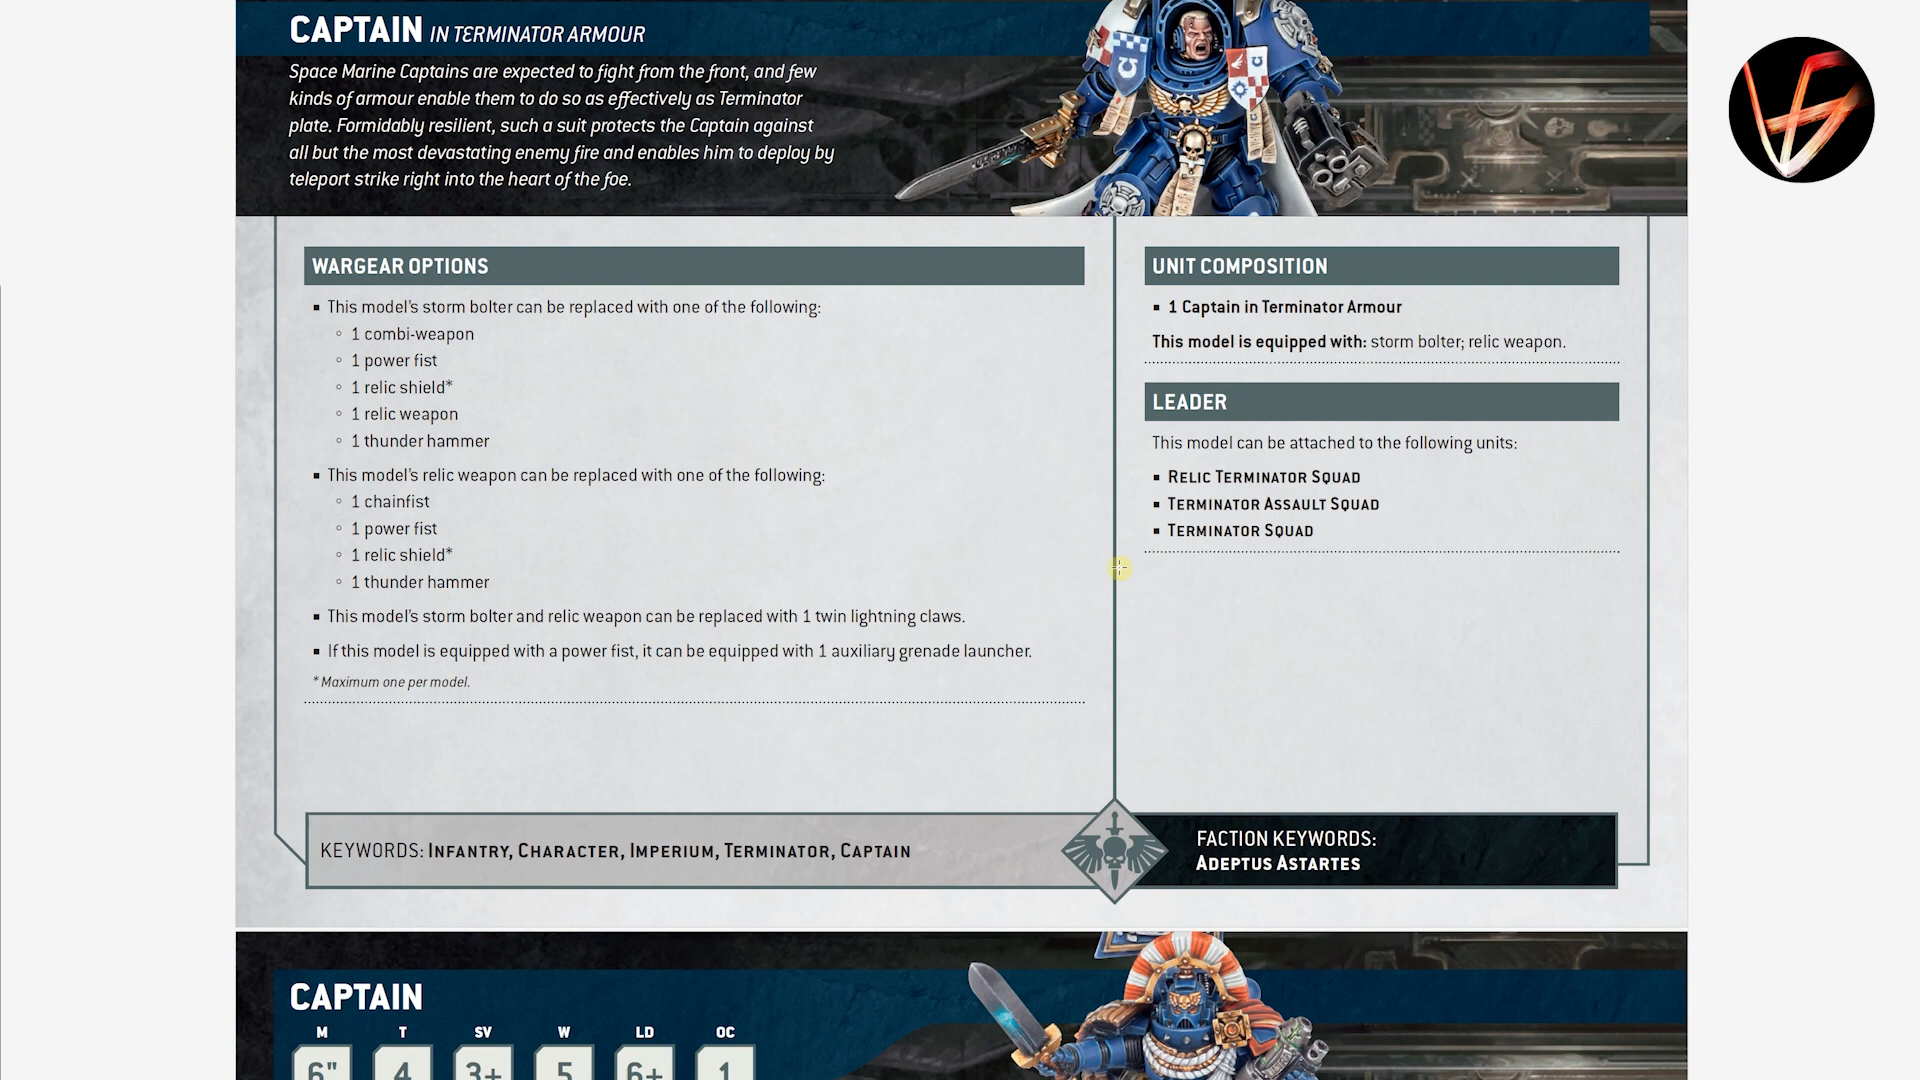 CAPTAIN IN TERMINATOR ARMOUR
Space Marine Captains are expected to fight from the front, and few
kinds of armour enable them to do so as effectively as Terminator
plate. Formidably resilient, such a suit protects the Captain against
all but the most devastating enemy fire and enables him to deploy by
teleport strike right into the heart of the foe.
WARGEAR OPTIONS
▪ This model's storm bolter can be replaced with one of the following:
◦ 1 combi-weapon
◦ 1 power fist
◦ 1 relic shield*
◦ 1 relic weapon
◦ 1 thunder hammer
▪ This model's relic weapon can be replaced with one of the following:
◦ 1 chainfist
◦ 1 power fist
◦ 1 relic shield*
◦ 1 thunder hammer
▪ This model's storm bolter and relic weapon can be replaced with 1 twin lightning claws.
▪ If this model is equipped with a power fist, it can be equipped with 1 auxiliary grenade launcher.
* Maximum one per model.
UNIT COMPOSITION
▪ 1 Captain in Terminator Armour
This model is equipped with: storm bolter; relic weapon.
LEADER
This model can be attached to the following units:
▪ RELIC TERMINATOR SQUAD
▪ TERMINATOR ASSAULT SQUAD
▪ TERMINATOR SQUAD
KEYWORDS: INFANTRY, CHARACTER, IMPERIUM, TERMINATOR, CAPTAIN
FACTION KEYWORDS:
ADEPTUS ASTARTES
CAPTAIN
M T SV W LD OC
6" 4 3+ 5 6+ 1